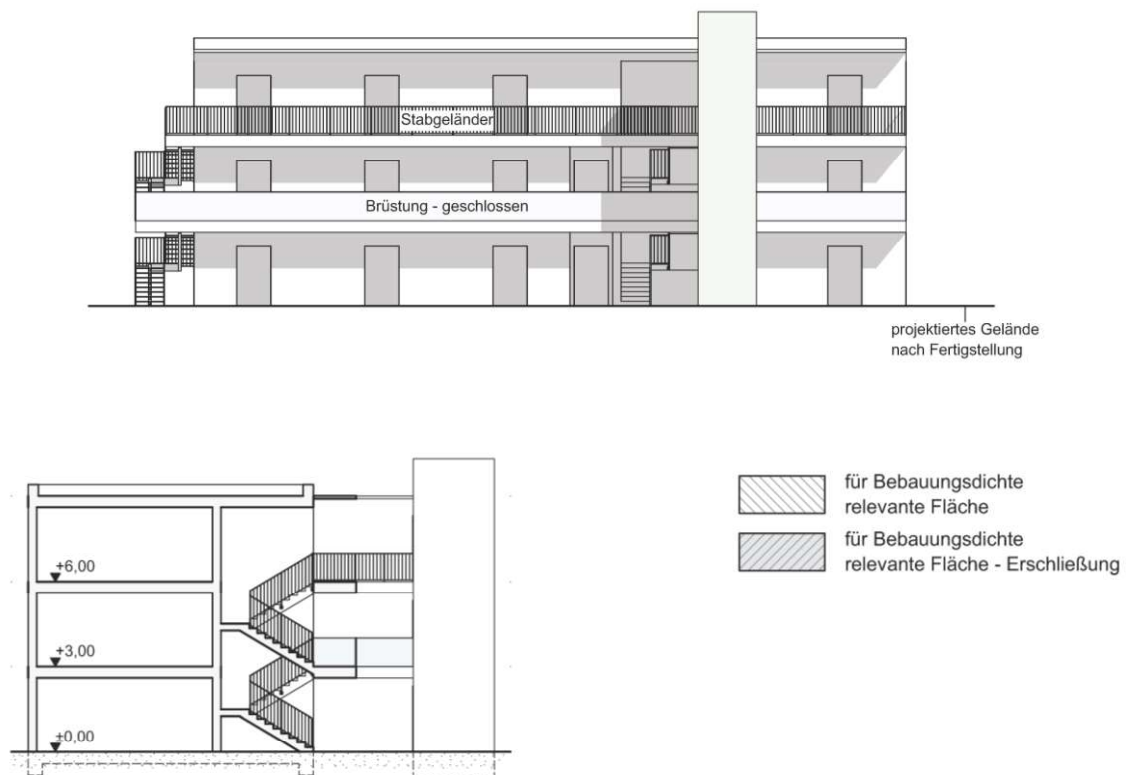 Stabgeländer
Brüstung - geschlossen
projektiertes Gelände
nach Fertigstellung
+6,00
+3,00
+0,00
für Bebauungsdichte
relevante Fläche
für Bebauungsdichte
relevante Fläche - Erschließung